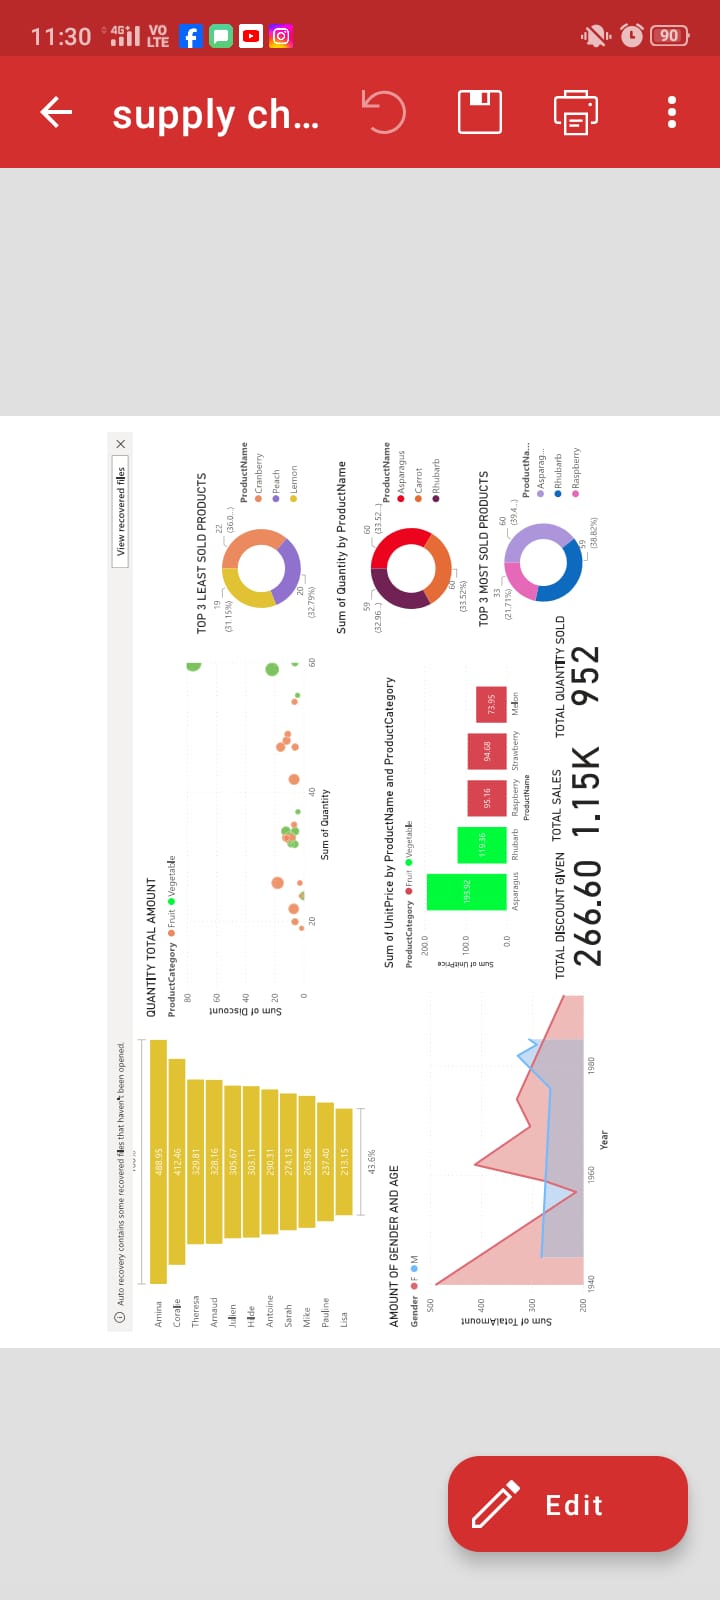 11:30
4G+
VO
LTE
90
supply ch...
Auto recovery contains some recovered files that haven't been opened.
View recovered files
Amina
488.95
Coralie
412.46
Theresa
329.81
Arnaud
328.16
Julien
305.67
Hilde
303.11
Antoine
290.31
Sarah
274.13
Mike
263.96
Pauline
237.40
Lisa
213.15
43.6%
QUANTITY TOTAL AMOUNT
ProductCategory Fruit Vegetable
80
60
40
20
0
Sum of Discount
20
40
60
Sum of Quantity
TOP 3 LEAST SOLD PRODUCTS
22
(36.0...)
20
(32.79%)
19
(31.15%)
ProductName
Cranberry
Peach
Lemon
Sum of Quantity by ProductName
60
(33.52...)
60
(33.52%)
59
(32.96...)
ProductName
Asparagus
Carrot
Rhubarb
AMOUNT OF GENDER AND AGE
Gender F M
500
400
300
200
Sum of TotalAmount
1940
1960
1980
Year
Sum of UnitPrice by ProductName and ProductCategory
ProductCategory Fruit Vegetable
200.0
100.0
0.0
Sum of UnitPrice
193.92
119.36
95.16
94.68
73.95
Asparagus
Rhubarb
Raspberry
Strawberry
Melon
ProductName
TOP 3 MOST SOLD PRODUCTS
60
(39.4...)
59
(38.82%)
33
(21.71%)
ProductNa...
Asparag...
Rhubarb
Raspberry
TOTAL DISCOUNT GIVEN
266.60
TOTAL SALES
1.15K
TOTAL QUANTITY SOLD
952
Edit